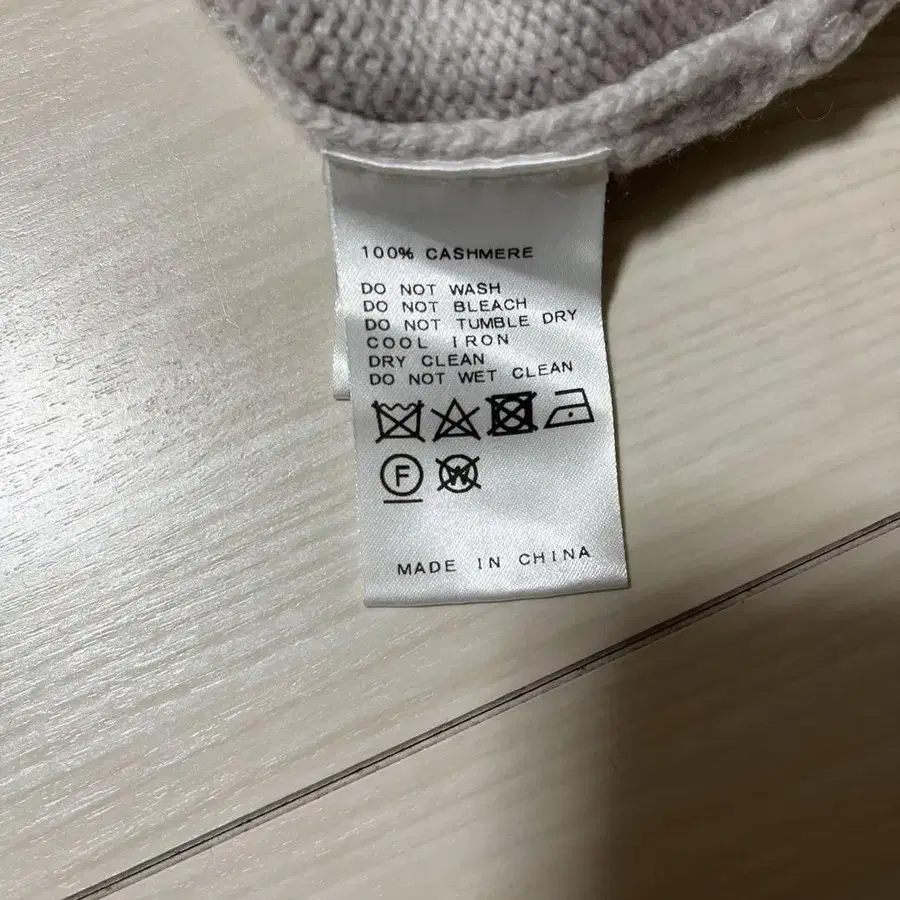 100% CASHMERE
DO NOT WASH
DO NOT BLEACH
DO NOT TUMBLE DRY
COOL IRON
DRY CLEAN
DO NOT WET CLEAN
F W
MADE IN CHINA